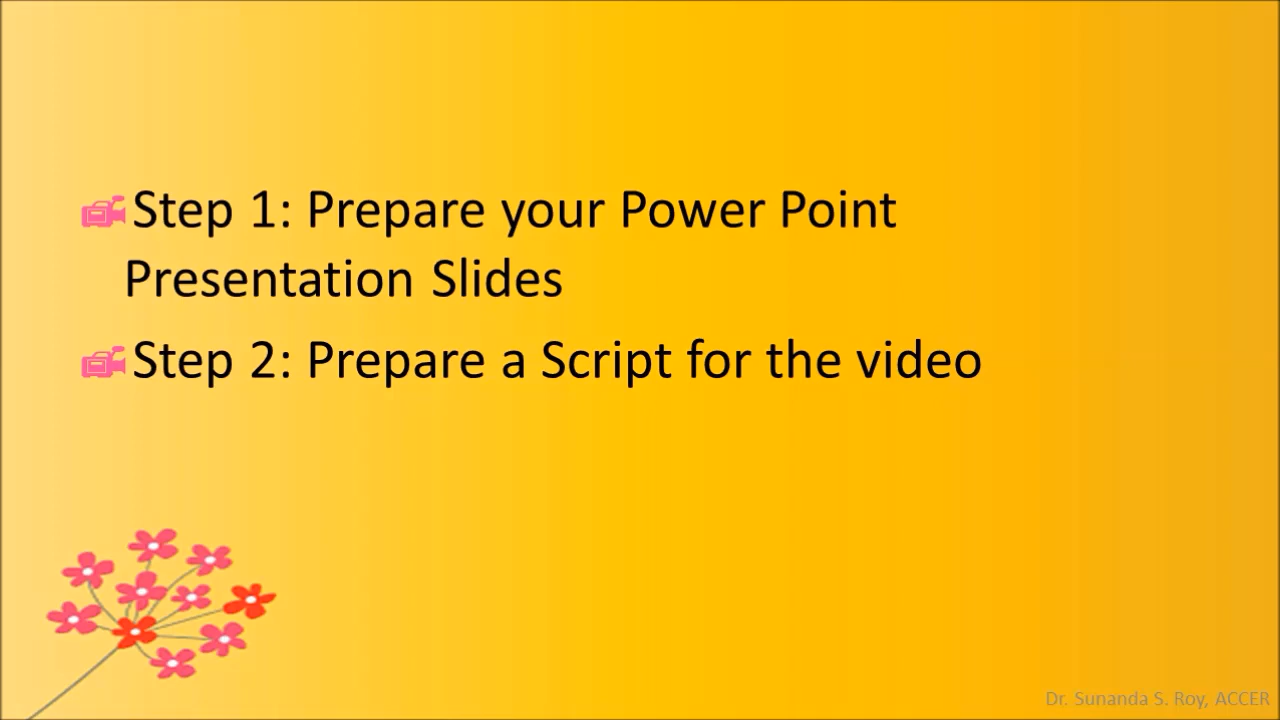 Step 1: Prepare your Power Point
Presentation Slides
Step 2: Prepare a Script for the video
Dr. Sunanda S. Roy, ACCER